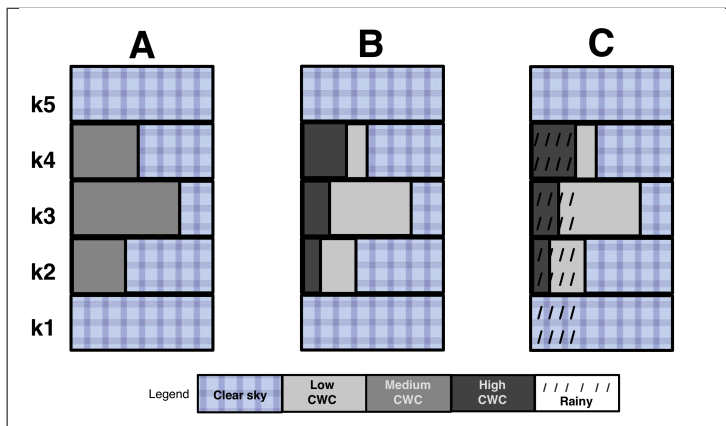 A B C
k5
k4
k3
k2
k1
Legend Clear sky Low CWC Medium CWC High CWC Rainy